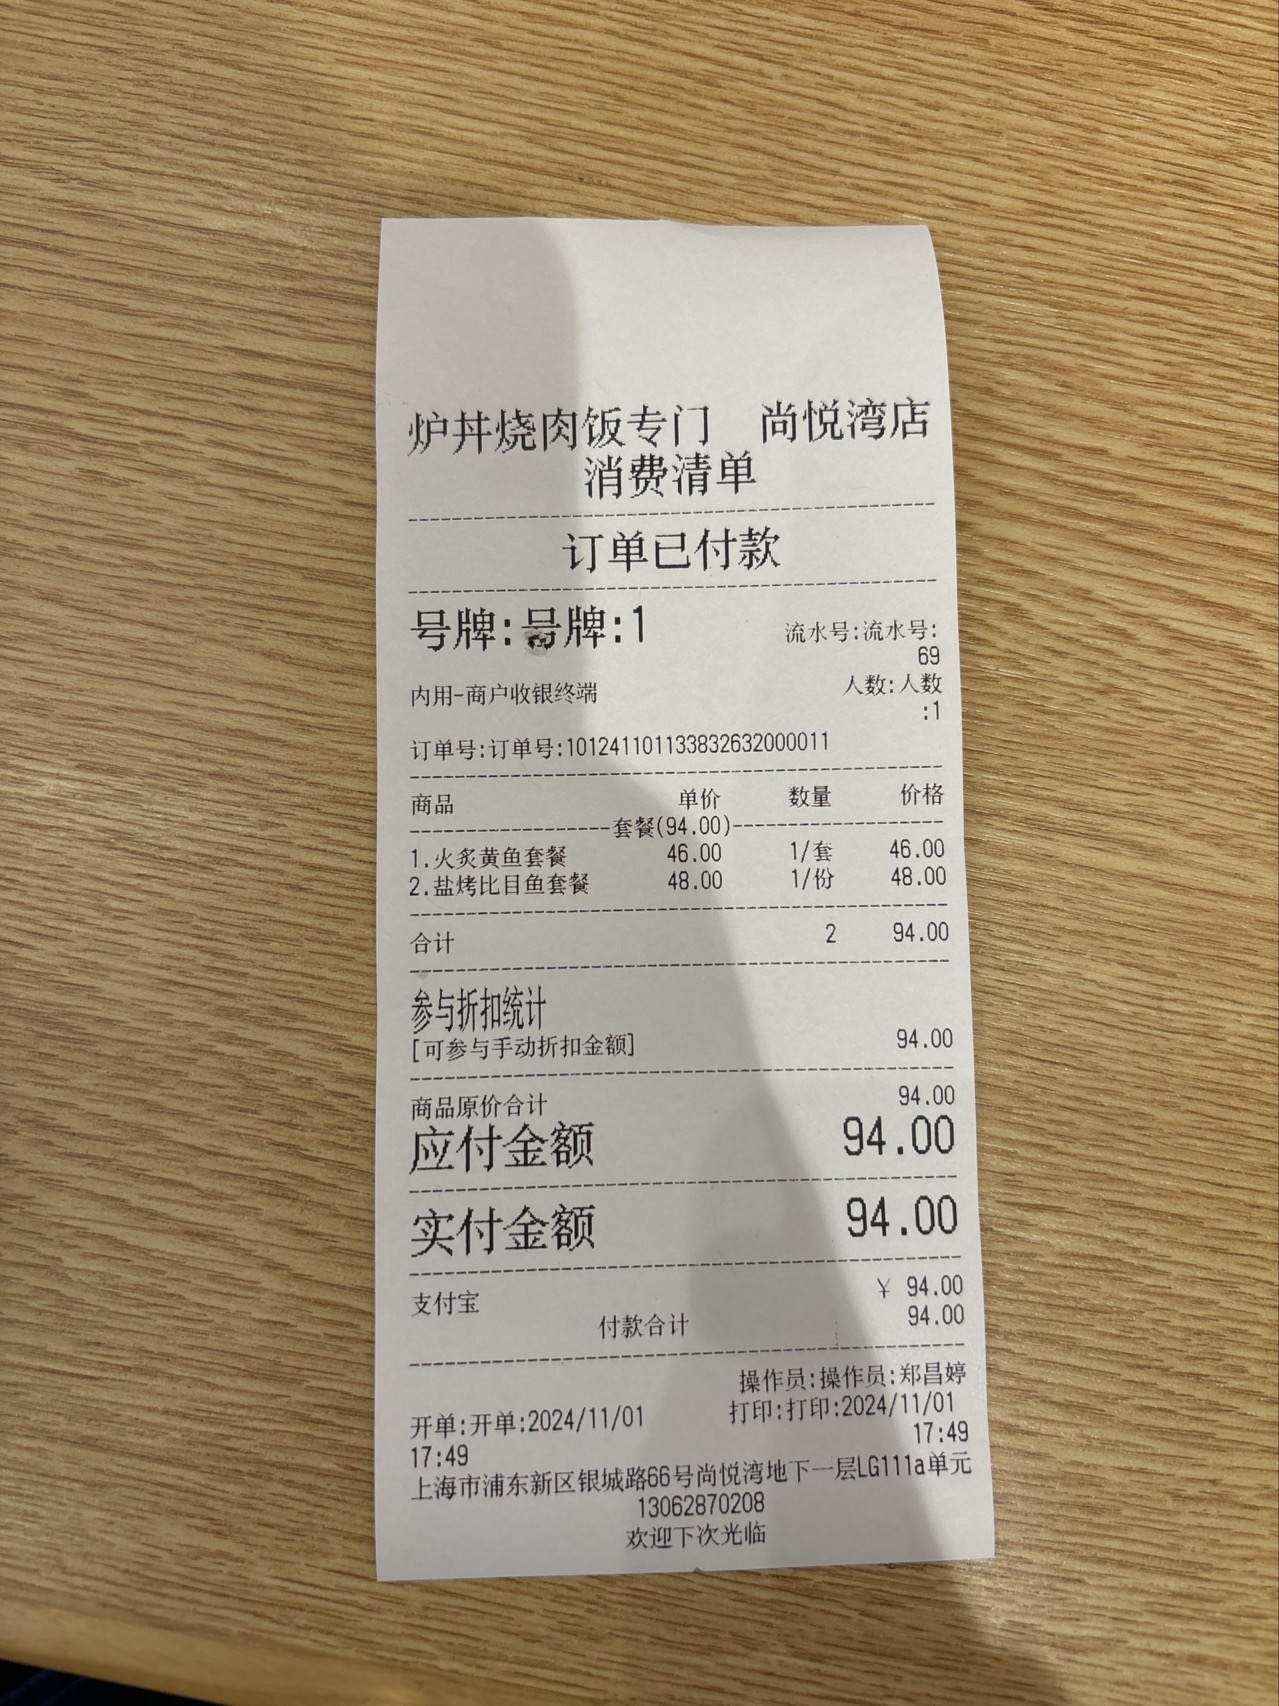 炉丼烧肉饭专门 尚悦湾店
消费清单
订单已付款
号牌:号牌:1
流水号:流水号:
69
内用-商户收银终端
人数:人数
:1
订单号:订单号:101241101133832632000011
商品 单价 数量 价格
套餐(94.00)
1.火炙黄鱼套餐 46.00 1/套 46.00
2.盐烤比目鱼套餐 48.00 1/份 48.00
合计 2 94.00
参与折扣统计
[可参与手动折扣金额] 94.00
商品原价合计 94.00
应付金额 94.00
实付金额 94.00
支付宝 ¥ 94.00
付款合计 94.00
操作员:操作员:郑昌婷
开单:开单:2024/11/01 打印:打印:2024/11/01
17:49 17:49
上海市浦东新区银城路66号尚悦湾地下一层LG111a单元
13062870208
欢迎下次光临